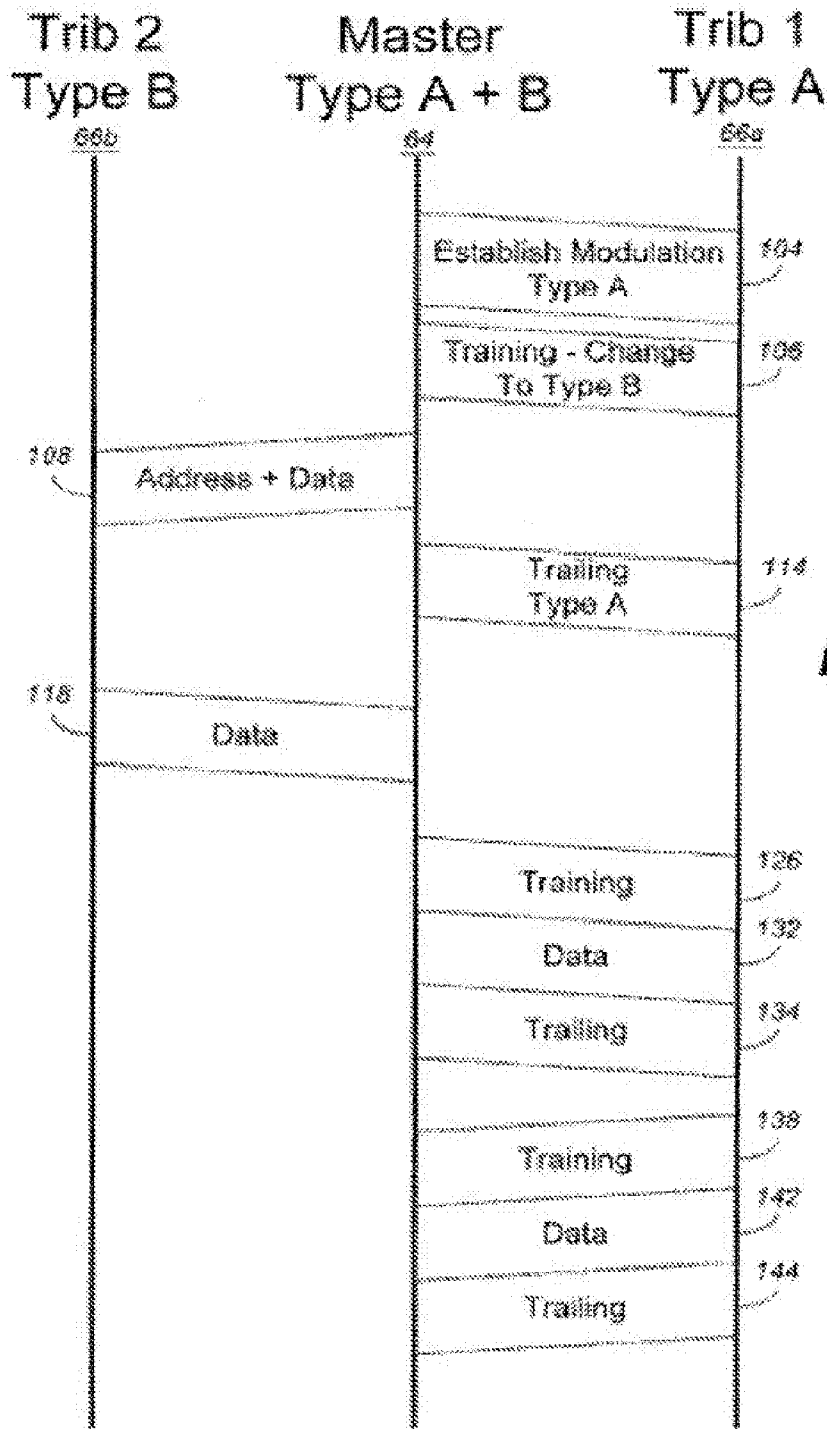 Trib 2
Type B
66b
Master
Type A + B
64
Trib 1
Type A
66a
Establish Modulation
Type A
104
Training - Change
To Type B
106
108
Address + Data
Trailing
Type A
114
118
Data
Training
126
Data
132
Trailing
134
Training
138
Data
142
Trailing
144